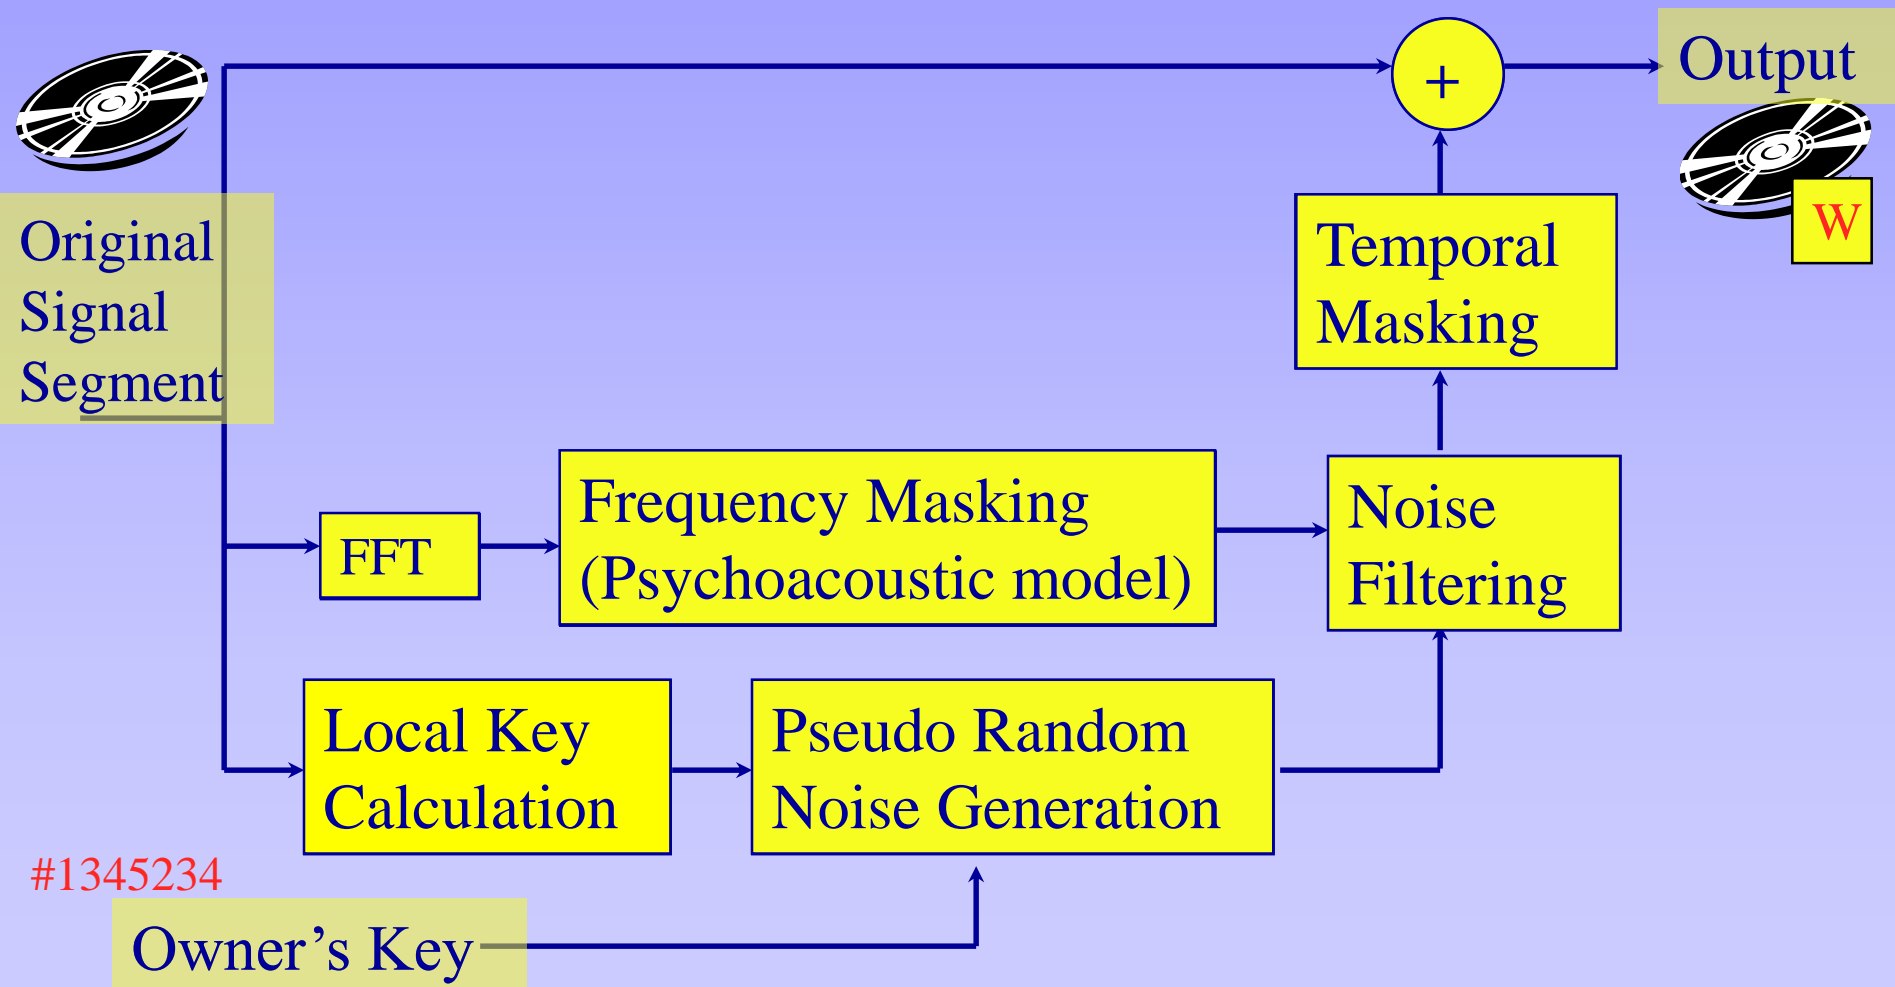 Output
+
W
Original
Signal
Segment
Temporal
Masking
FFT
Frequency Masking
(Psychoacoustic model)
Noise
Filtering
Local Key
Calculation
Pseudo Random
Noise Generation
#1345234
Owner’s Key